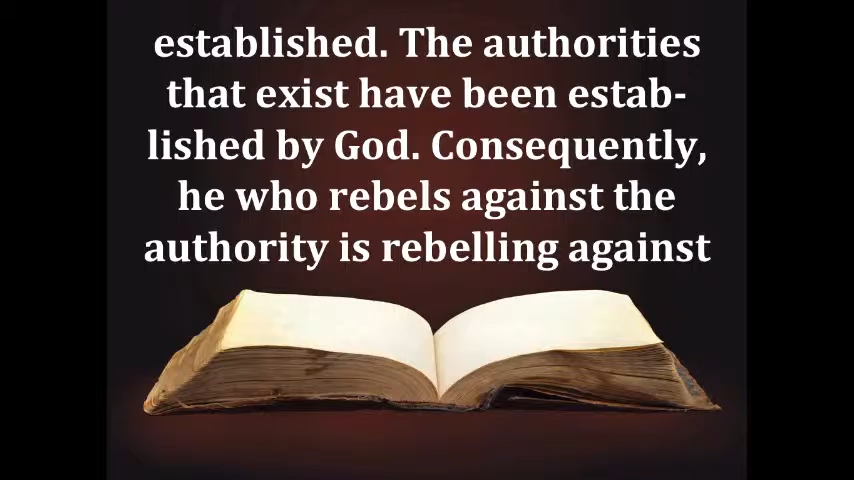 established. The authorities
that exist have been estab-
lished by God. Consequently,
he who rebels against the
authority is rebelling against